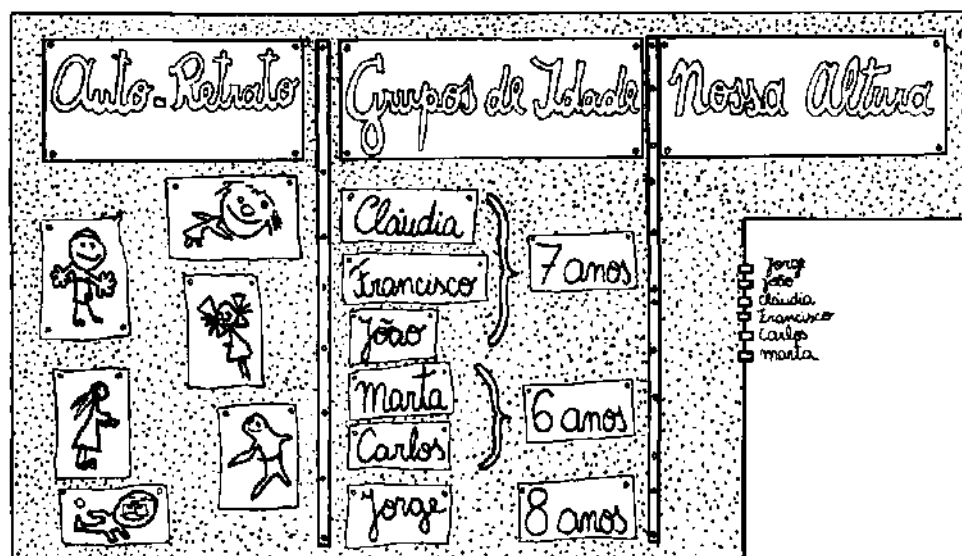 Auto-Retrato
Grupos de Idade
Nossa Altura
Cláudia
Francisco
João
7 anos
Marta
Carlos
6 anos
Jorge
8 anos
Jorge
João
Cláudia
Francisco
Carlos
Marta